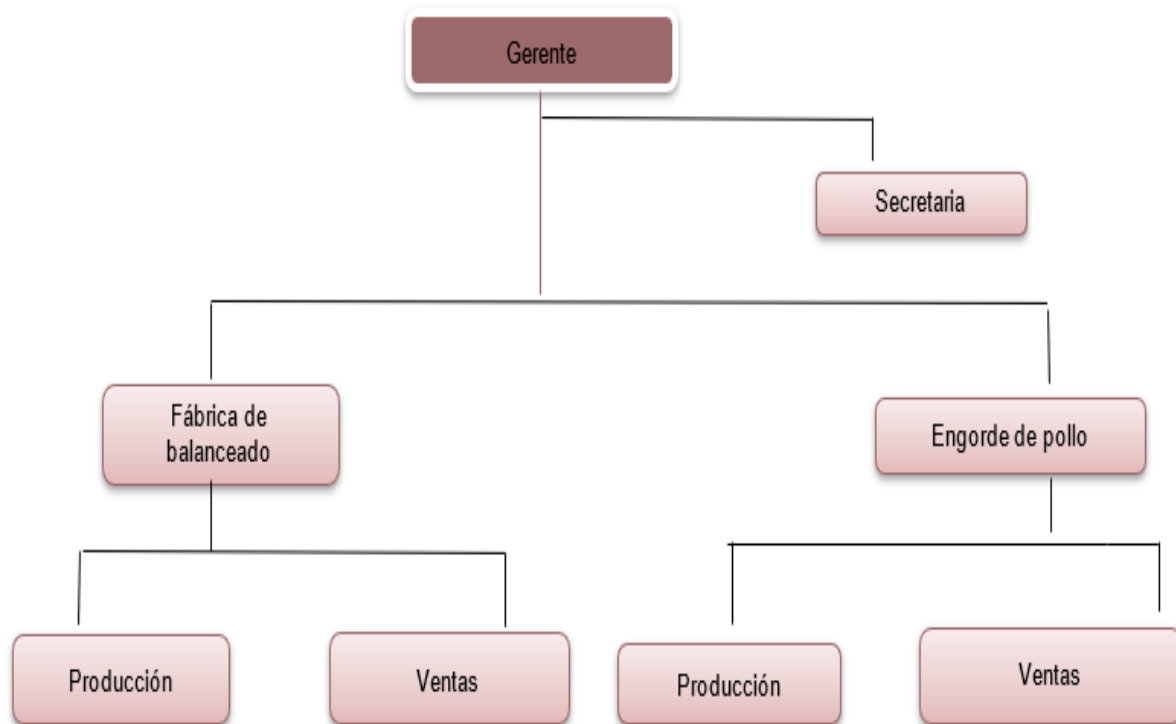 Gerente
Secretaria
Fábrica de
balanceado
Engorde de pollo
Producción
Ventas
Producción
Ventas